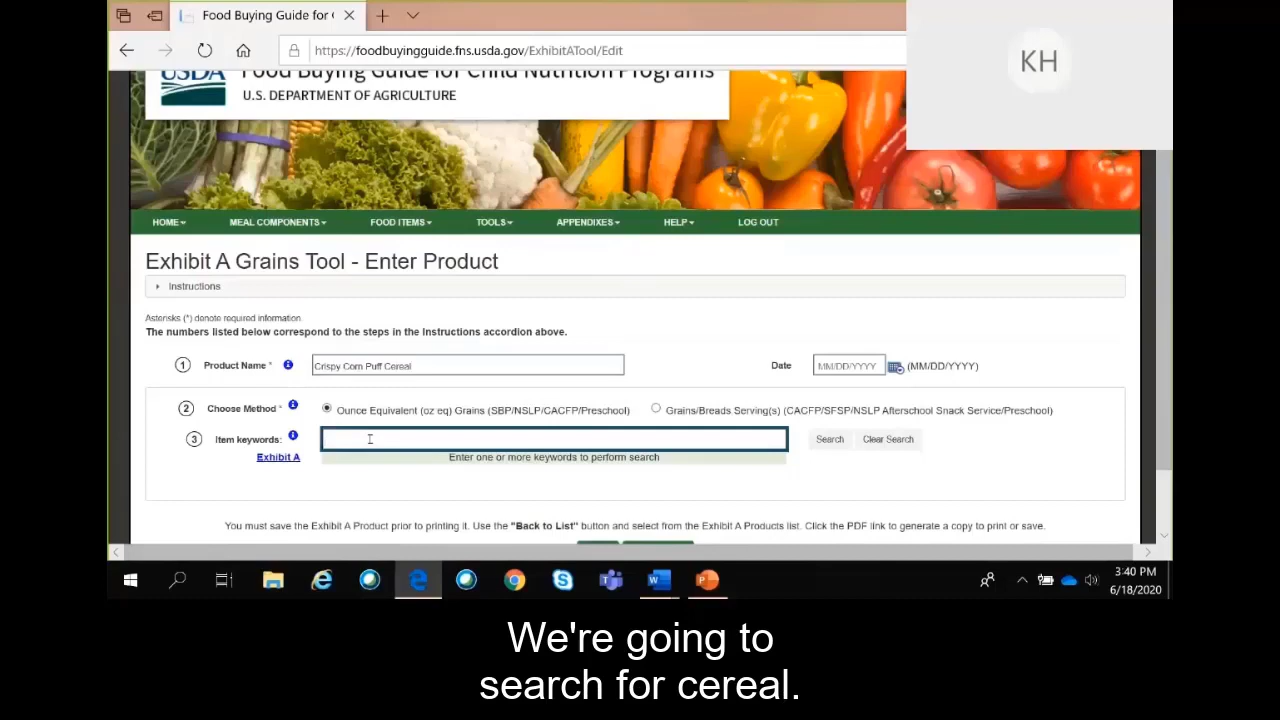 Food Buying Guide for C
https://foodbuyingguide.fns.usda.gov/ExhibitATool/Edit
KH
USDA
Food Buying Guide for Child Nutrition Programs
U.S. DEPARTMENT OF AGRICULTURE
HOME MEAL COMPONENTS FOOD ITEMS TOOLS APPENDIXES HELP LOG OUT
Exhibit A Grains Tool - Enter Product
Instructions
Asterisks (*) denote required information.
The numbers listed below correspond to the steps in the Instructions accordion above.
1 Product Name * Crispy Corn Puff Cereal Date MM/DD/YYYY (MM/DD/YYYY)
2 Choose Method * Ounce Equivalent (oz eq) Grains (SBP/NSLP/CACFP/Preschool) Grains/Breads Serving(s) (CACFP/SFSP/NSLP Afterschool Snack Service/Preschool)
3 Item keywords: Search Clear Search
Exhibit A Enter one or more keywords to perform search
You must save the Exhibit A Product prior to printing it. Use the "Back to List" button and select from the Exhibit A Products list. Click the PDF link to generate a copy to print or save.
3:40 PM
6/18/2020
We're going to
search for cereal.